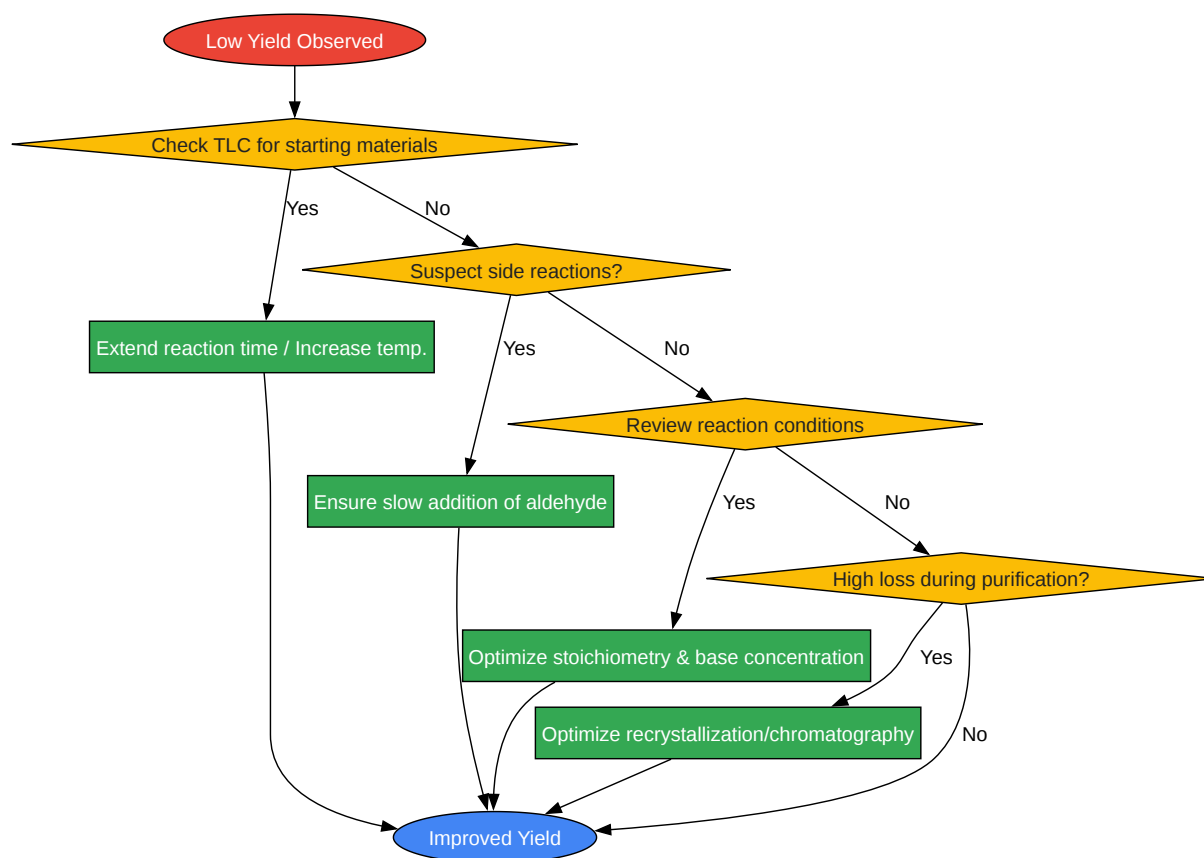 Low Yield Observed
Check TLC for starting materials
Yes
No
Suspect side reactions?
Extend reaction time / Increase temp.
Yes
No
Review reaction conditions
Ensure slow addition of aldehyde
Yes
No
High loss during purification?
Optimize stoichiometry & base concentration
Yes
Optimize recrystallization/chromatography
No
Improved Yield